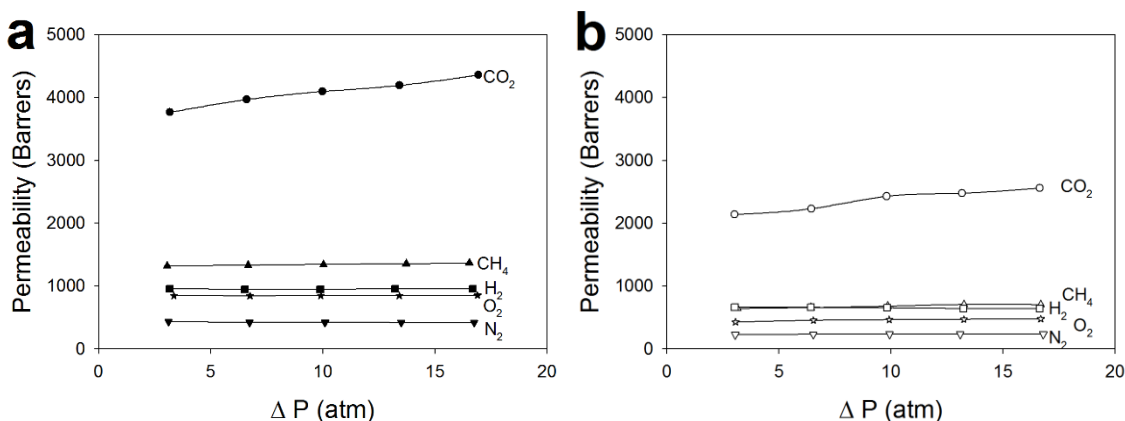 a
5000
4000
3000
2000
1000
0
Permeability (Barrers)
CO₂
CH₄
H₂
O₂
N₂
0 5 10 15 20
Δ P (atm)
b
5000
4000
3000
2000
1000
0
Permeability (Barrers)
CO₂
CH₄
H₂
O₂
N₂
0 5 10 15 20
Δ P (atm)